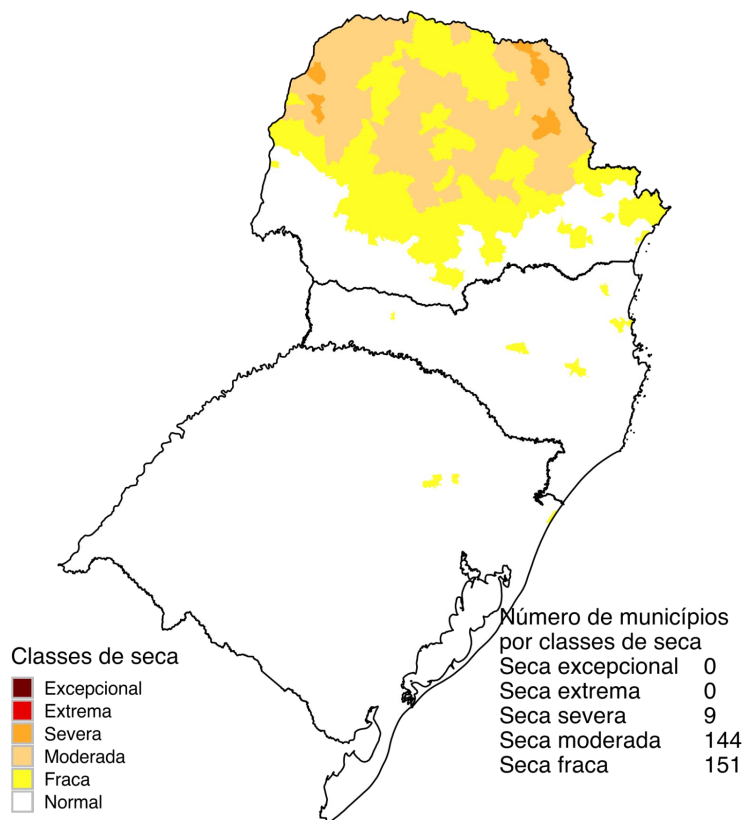 Número de municípios
por classes de seca
Seca excepcional 0
Seca extrema 0
Seca severa 9
Seca moderada 144
Seca fraca 151
Classes de seca
Excepcional
Extrema
Severa
Moderada
Fraca
Normal